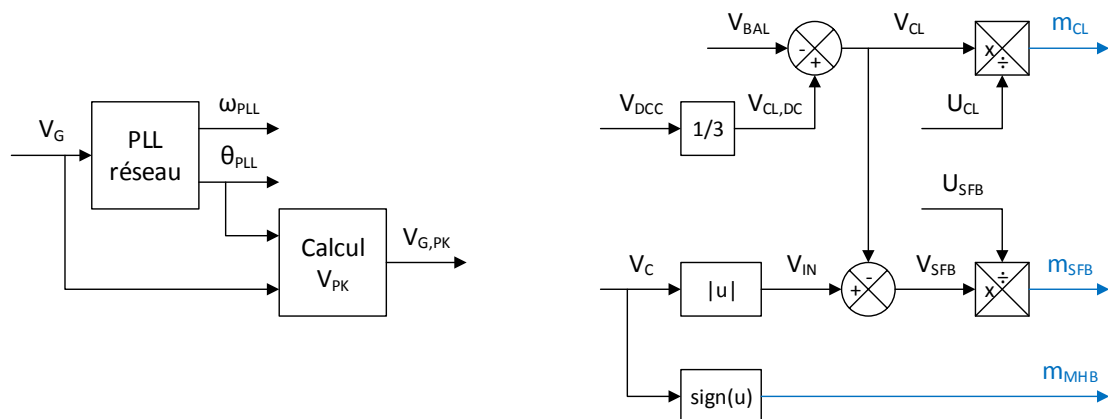 V_G
PLL
réseau
ω_PLL
θ_PLL
Calcul
V_PK
V_G,PK
V_BAL
-
+
V_CL
x ÷
m_CL
V_DCC
1/3
V_CL,DC
U_CL
U_SFB
V_C
|u|
V_IN
+
-
V_SFB
÷
x
m_SFB
sign(u)
m_MHB